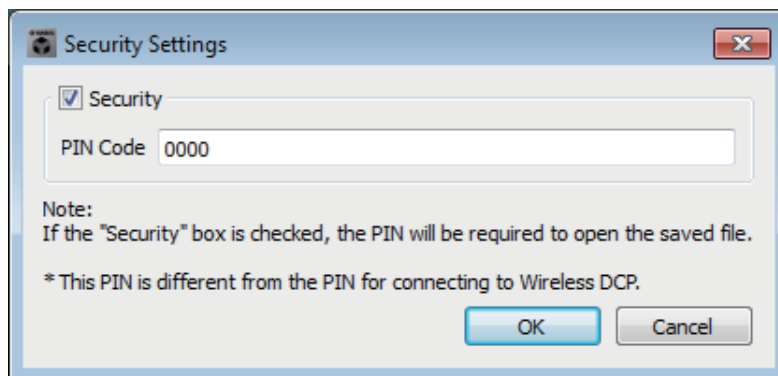 Security Settings
Security
PIN Code 0000
Note:
If the "Security" box is checked, the PIN will be required to open the saved file.
* This PIN is different from the PIN for connecting to Wireless DCP.
OK Cancel